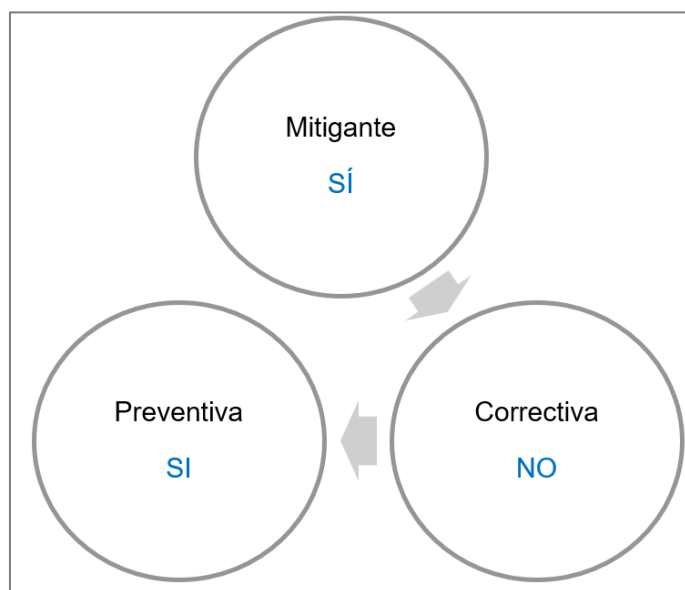 Mitigante
SÍ
Preventiva
SI
Correctiva
NO